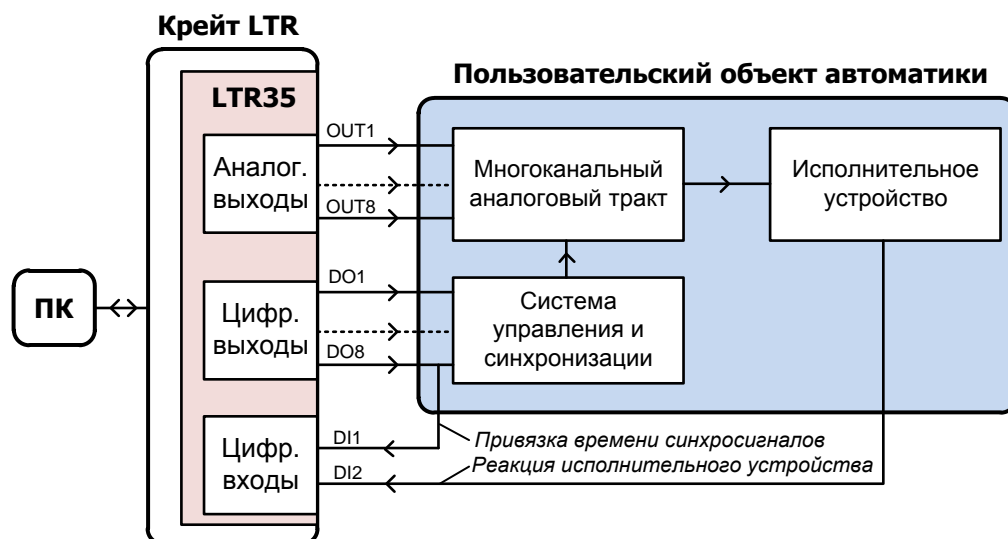 Крейт LTR
Пользовательский объект автоматики
LTR35
Аналог.
выходы
OUT1
OUT8
Многоканальный
аналоговый тракт
Исполнительное
устройство
ПК
Цифр.
выходы
DO1
DO8
Система
управления и
синхронизации
Цифр.
входы
DI1
DI2
Привязка времени синхросигналов
Реакция исполнительного устройства